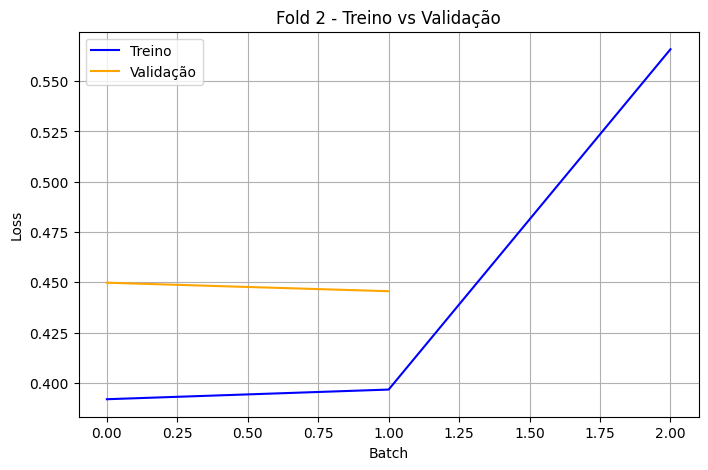 Fold 2 - Treino vs Validação
Treino
Validação
Loss
0.550
0.525
0.500
0.475
0.450
0.425
0.400
0.00 0.25 0.50 0.75 1.00 1.25 1.50 1.75 2.00
Batch